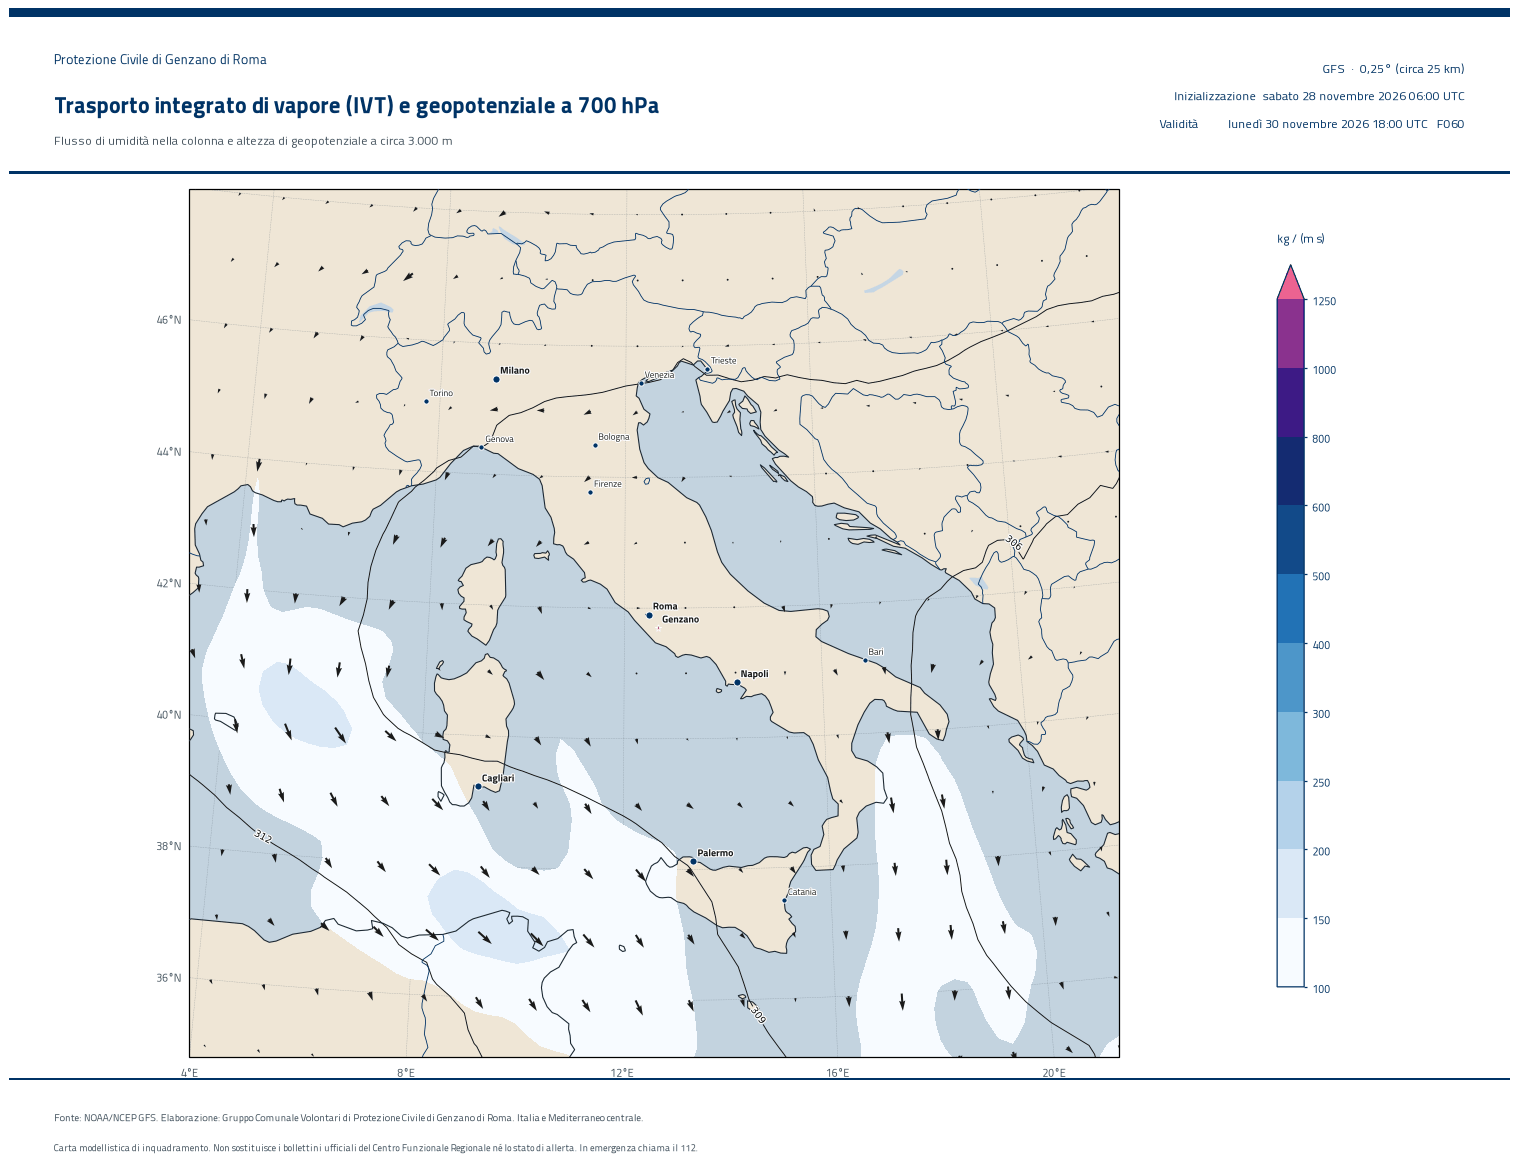 Protezione Civile di Genzano di Roma
Trasporto integrato di vapore (IVT) e geopotenziale a 700 hPa
Flusso di umidità nella colonna e altezza di geopotenziale a circa 3.000 m
GFS · 0,25° (circa 25 km)
Inizializzazione sabato 28 novembre 2026 06:00 UTC
Validità lunedì 30 novembre 2026 18:00 UTC F060
kg / (m s)
1250
1000
800
600
500
400
300
250
200
150
100
46°N
44°N
42°N
40°N
38°N
36°N
4°E
8°E
12°E
16°E
20°E
Milano
Torino
Venezia
Trieste
Genova
Bologna
Firenze
Roma
Genzano
Napoli
Bari
Cagliari
Palermo
Catania
306
312
309
Fonte: NOAA/NCEP GFS. Elaborazione: Gruppo Comunale Volontari di Protezione Civile di Genzano di Roma. Italia e Mediterraneo centrale.
Carta modellistica di inquadramento. Non sostituisce i bollettini ufficiali del Centro Funzionale Regionale né lo stato di allerta. In emergenza chiama il 112.